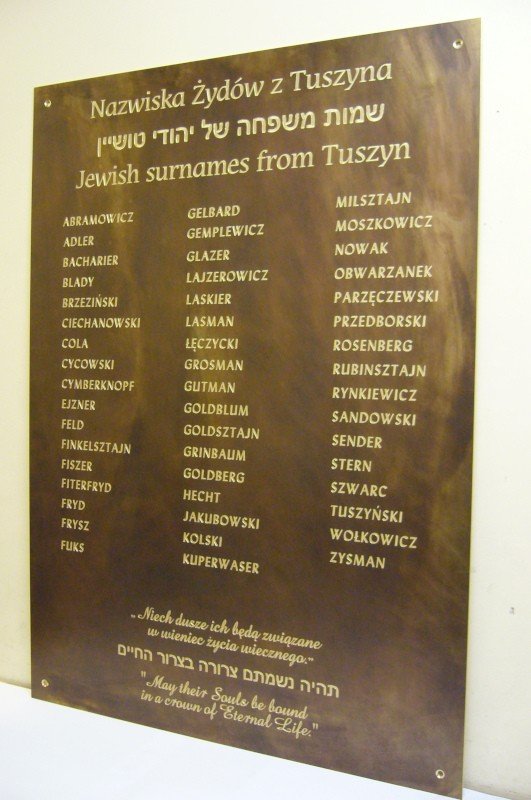 Nazwiska Żydów z Tuszyna
שמות משפחה של יהודי טושיין
Jewish surnames from Tuszyn
ABRAMOWICZ
ADLER
BACHARIER
BLADY
BRZEZIŃSKI
CIECHANOWSKI
COLA
CYCOWSKI
CYMBERKNOPF
EJZNER
FELD
FINKELSZTAJN
FISZER
FITERFRYD
FRYD
FRYSZ
FUKS
GELBARD
GEMPLEWICZ
GLAZER
LAJZEROWICZ
LASKIER
LASMAN
ŁĘCZYCKI
GROSMAN
GUTMAN
GOLDBLUM
GOLDSZTAJN
GRINBAUM
GOLDBERG
HECHT
JAKUBOWSKI
KOLSKI
KUPERWASER
MILSZTAJN
MOSZKOWICZ
NOWAK
OBWARZANEK
PARZĘCZEWSKI
PRZEDBORSKI
ROSENBERG
RUBINSZTAJN
RYNKIEWICZ
SANDOWSKI
SENDER
STERN
SZWARC
TUSZYŃSKI
WOŁKOWICZ
ZYSMAN
„Niech dusze ich będą związane
w wieniec życia wiecznego."
תהיה נשמתם צרורה בצרור החיים
"May their Souls be bound
in a crown of Eternal Life."